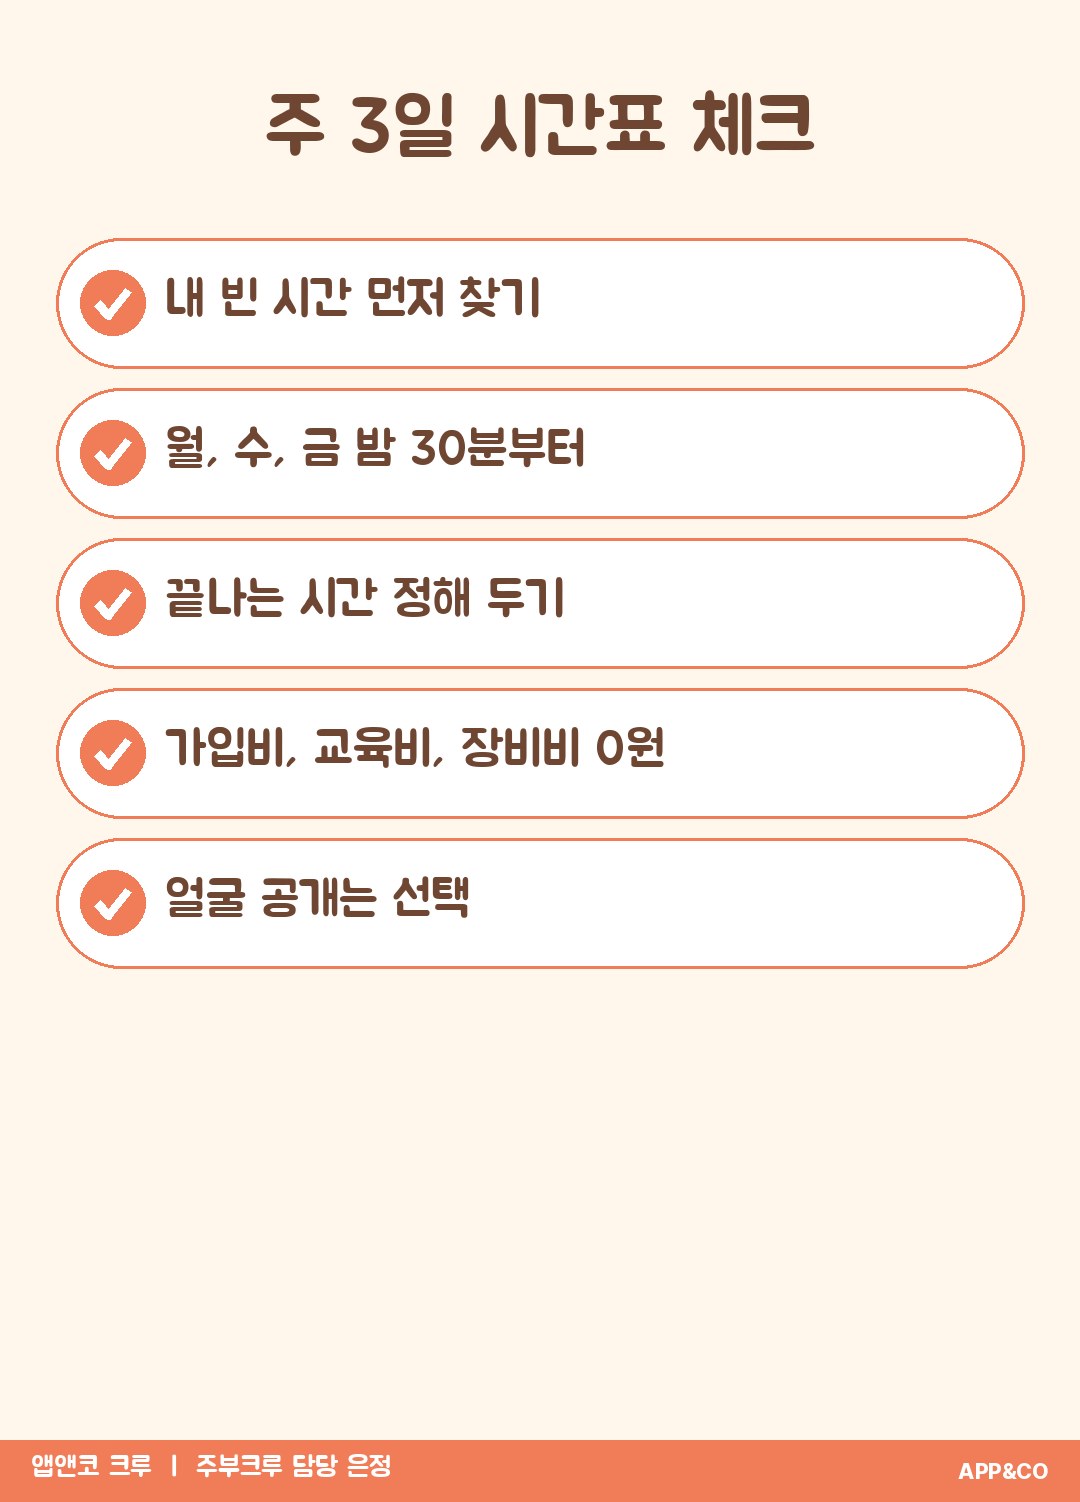 주 3일 시간표 체크
내 빈 시간 먼저 찾기
월, 수, 금 밤 30분부터
끝나는 시간 정해 두기
가입비, 교육비, 장비비 0원
얼굴 공개는 선택
앱앤코 크루 | 주부크루 담당 은정
APP&CO